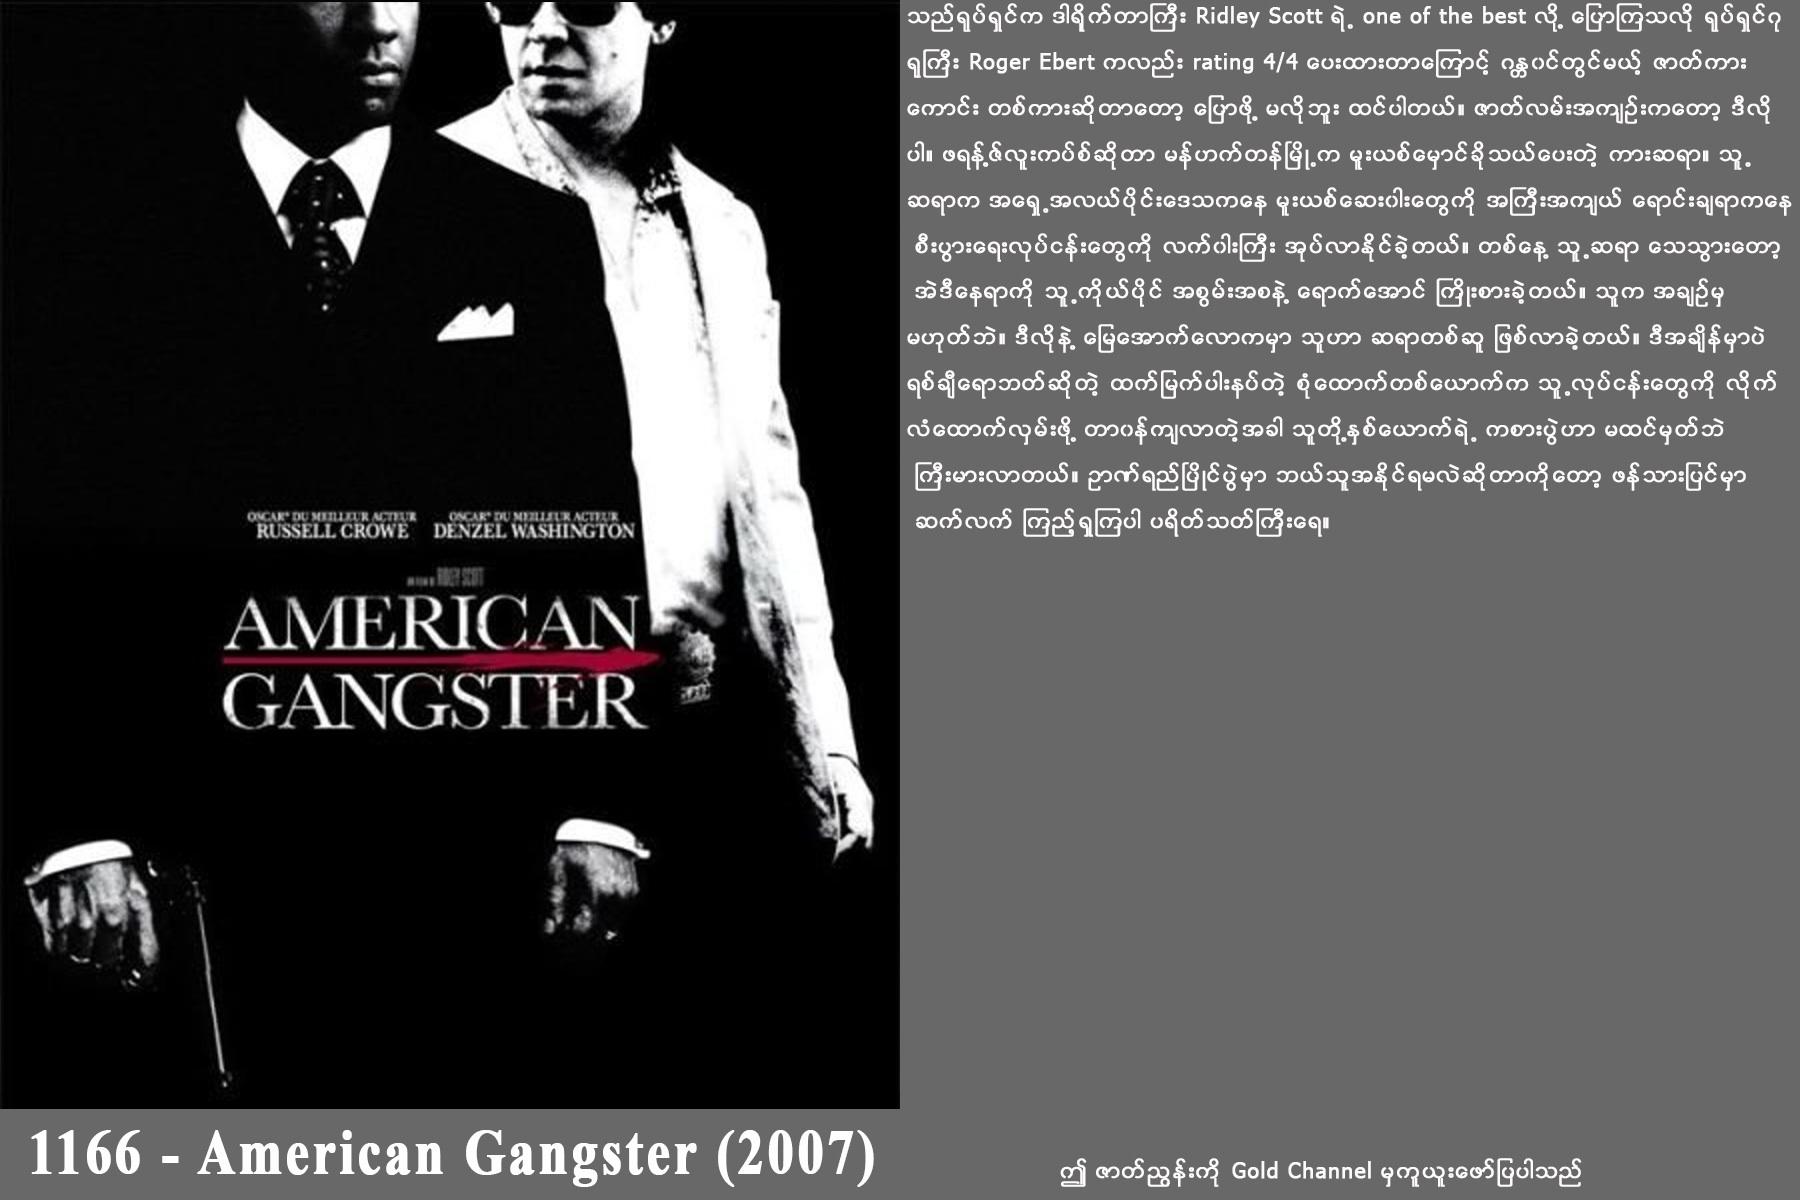 OSCAR® DU MEILLEUR ACTEUR
RUSSELL CROWE
OSCAR® DU MEILLEUR ACTEUR
DENZEL WASHINGTON
UN FILM DE RIDLEY SCOTT
AMERICAN
GANGSTER
1166 - American Gangster (2007)
သည်ရုပ်ရှင်က ဒါရိုက်တာကြီး Ridley Scott ရဲ့ one of the best လို့ ပြောကြသလို ရုပ်ရှင်ဂု
ရူကြီး Roger Ebert ကလည်း rating 4/4 ပေးထားတာကြောင့် ဂန္ထဝင်တွင်မယ့် ဇာတ်ကား
ကောင်း တစ်ကားဆိုတာတော့ ပြောဖို့ မလိုဘူး ထင်ပါတယ်။ ဇာတ်လမ်းအကျဉ်းကတော့ ဒီလို
ပါ။ ဖရန့်ဇ်လူးကပ်စ်ဆိုတာ မန်ဟက်တန်မြို့က မူးယစ်မှောင်ခိုသယ်ပေးတဲ့ ကားဆရာ။ သူ့
ဆရာက အရှေ့အလယ်ပိုင်းဒေသကနေ မူးယစ်ဆေးဝါးတွေကို အကြီးအကျယ် ရောင်းချရာကနေ
စီးပွားရေးလုပ်ငန်းတွေကို လက်ဝါးကြီး အုပ်လာနိုင်ခဲ့တယ်။ တစ်နေ့ သူ့ဆရာ သေသွားတော့
အဲဒီနေရာကို သူ့ကိုယ်ပိုင် အစွမ်းအစနဲ့ ရောက်အောင် ကြိုးစားခဲ့တယ်။ သူက အချဉ်မှ
မဟုတ်ဘဲ။ ဒီလိုနဲ့ မြေအောက်လောကမှာ သူဟာ ဆရာတစ်ဆူ ဖြစ်လာခဲ့တယ်။ ဒီအချိန်မှာပဲ
ရစ်ချီရောဘတ်ဆိုတဲ့ ထက်မြက်ပါးနပ်တဲ့ စုံထောက်တစ်ယောက်က သူ့လုပ်ငန်းတွေကို လိုက်
လံထောက်လှမ်းဖို့ တာဝန်ကျလာတဲ့အခါ သူတို့နှစ်ယောက်ရဲ့ ကစားပွဲဟာ မထင်မှတ်ဘဲ
ကြီးမားလာတယ်။ ဉာဏ်ရည်ပြိုင်ပွဲမှာ ဘယ်သူအနိုင်ရမလဲဆိုတာကိုတော့ ဖန်သားပြင်မှာ
ဆက်လက် ကြည့်ရှုကြပါ ပရိတ်သတ်ကြီးရေ။
ဤ ဇာတ်ညွှန်းကို Gold Channel မှကူယူးဖော်ပြပါသည်